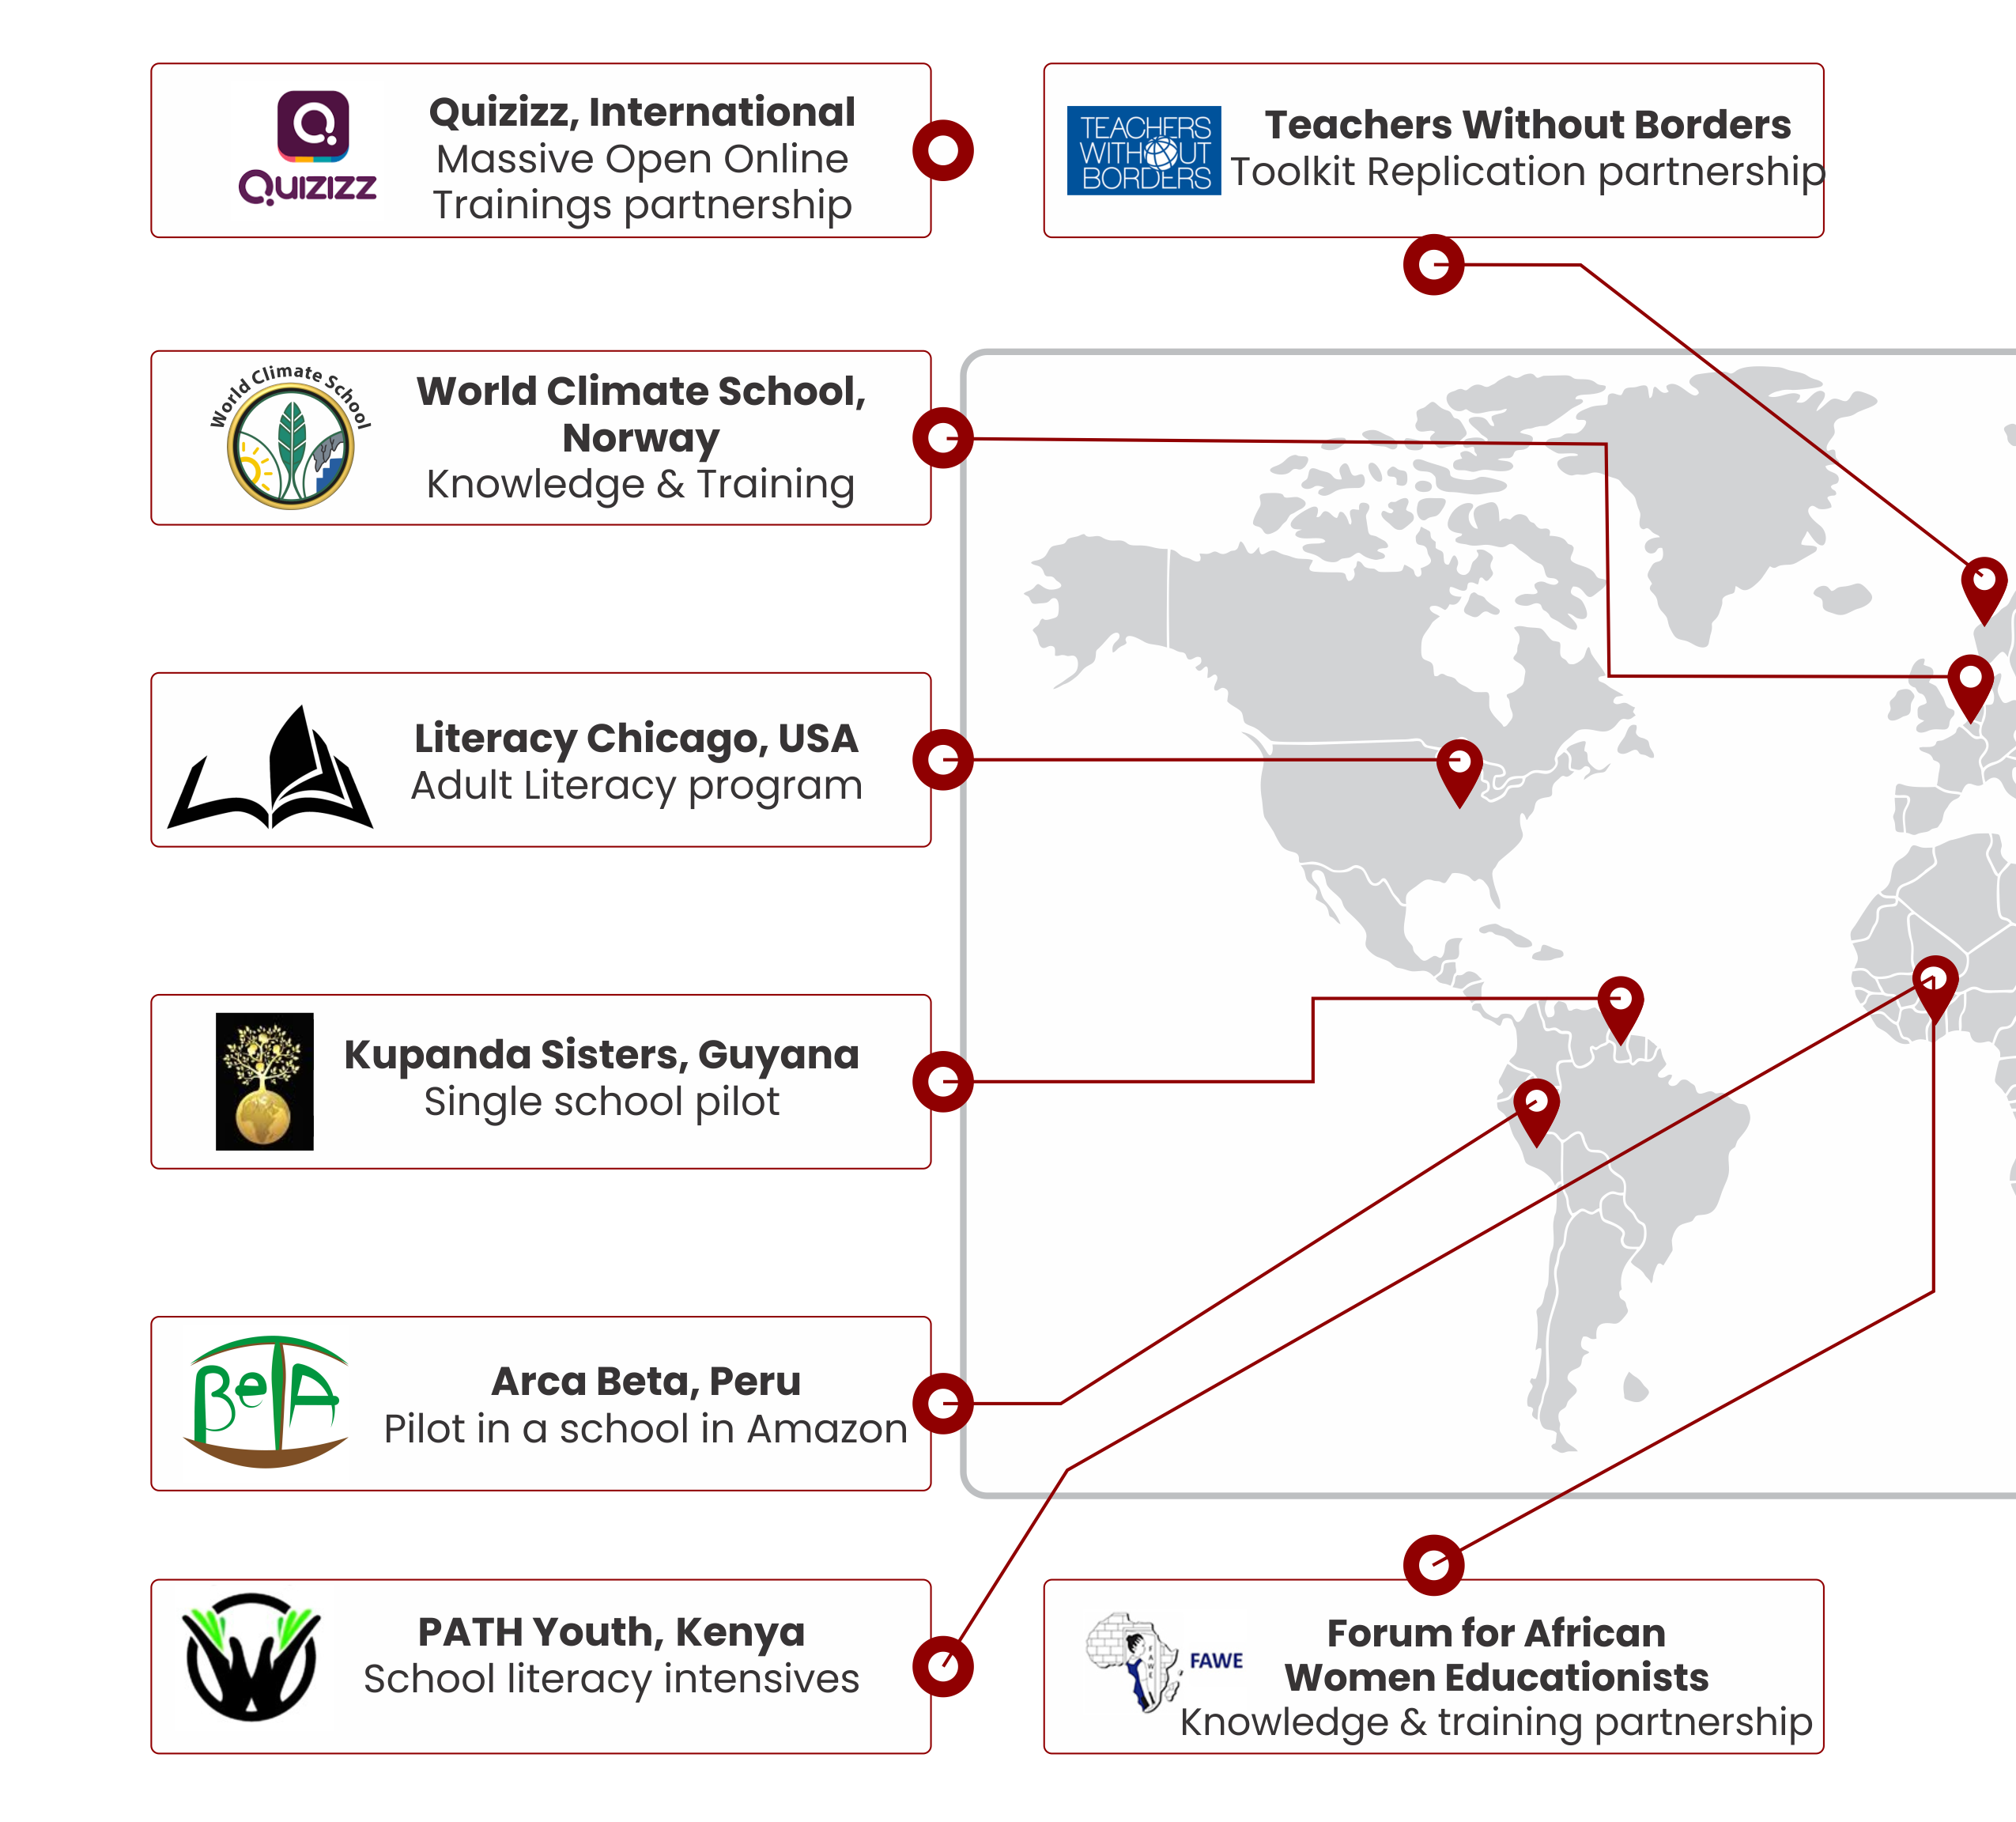 QUIZIZZ
Quizizz, International
Massive Open Online
Trainings partnership
TEACHERS
WITHOUT
BORDERS
Teachers Without Borders
Toolkit Replication partnership
World Climate School
World Climate School,
Norway
Knowledge & Training
Literacy Chicago, USA
Adult Literacy program
Kupanda Sisters, Guyana
Single school pilot
BeTA
Arca Beta, Peru
Pilot in a school in Amazon
PATH Youth, Kenya
School literacy intensives
FAWE
FAWE
Forum for African
Women Educationists
Knowledge & training partnership